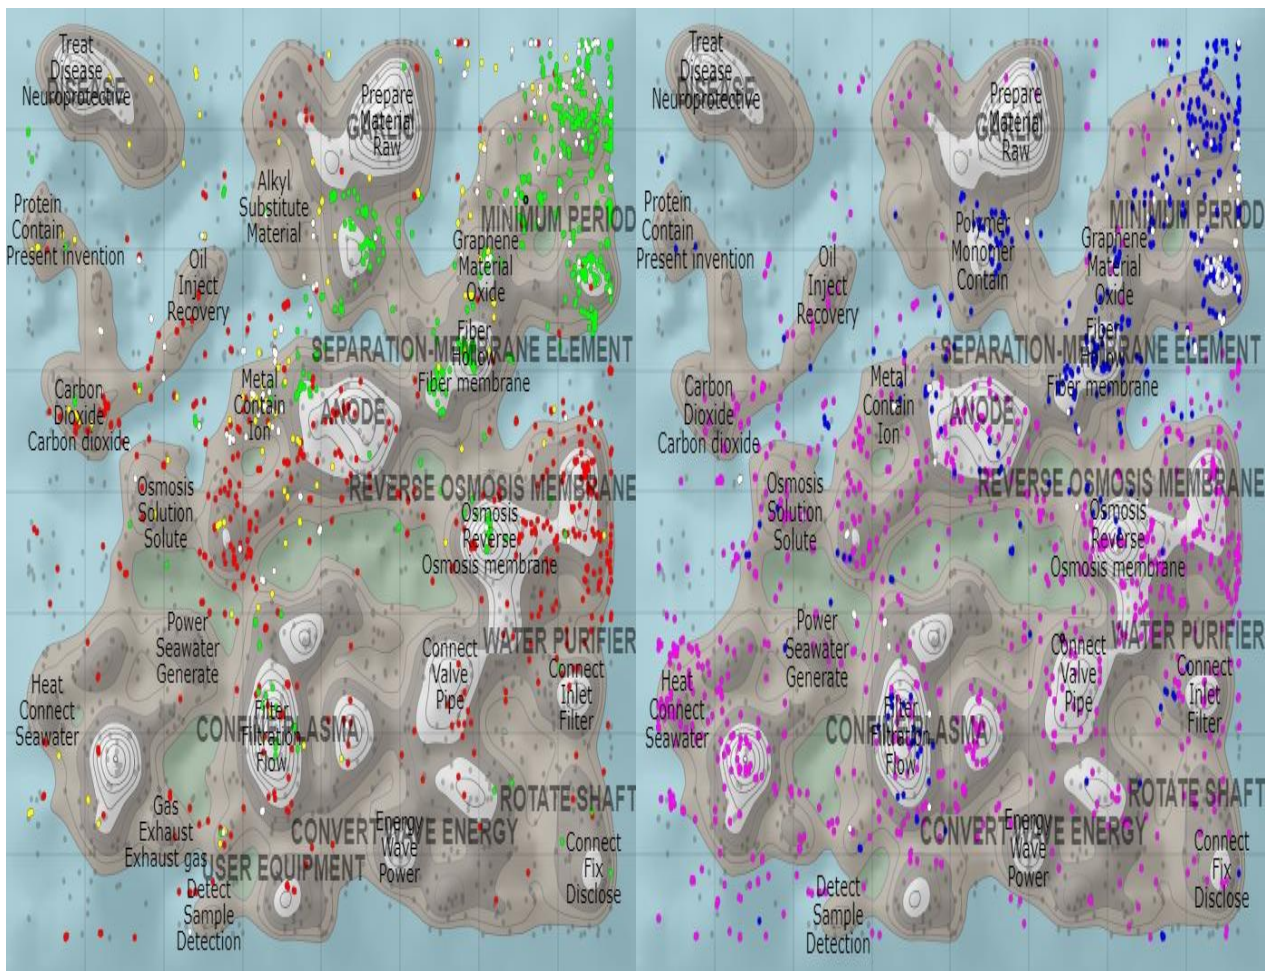 Treat
Disease
Neuroprotective
DISEASE
Prepare
Material
Raw
Alkyl
Substitute
Material
Protein
Contain
Present invention
Oil
Inject
Recovery
MINIMUM PERIOD
Graphene
Material
Oxide
Fiber
Hollow
Fiber membrane
SEPARATION-MEMBRANE ELEMENT
Carbon
Dioxide
Carbon dioxide
Metal
Contain
Ion
ANODE
REVERSE OSMOSIS MEMBRANE
Osmosis
Solution
Solute
Osmosis
Reverse
Osmosis membrane
Power
Seawater
Generate
WATER PURIFIER
Connect
Valve
Pipe
Connect
Inlet
Filter
Heat
Connect
Seawater
CONFINE PLASMA
Filter
Filtration
Flow
ROTATE SHAFT
Gas
Exhaust
Exhaust gas
CONVERT WAVE ENERGY
Energy
Wave
Power
USER EQUIPMENT
Detect
Sample
Detection
Connect
Fix
Disclose
Treat
Disease
Neuroprotective
DISEASE
Prepare
Material
Raw
Polymer
Monomer
Contain
Protein
Contain
Present invention
Oil
Inject
Recovery
MINIMUM PERIOD
Graphene
Material
Oxide
Fiber
Hollow
Fiber membrane
SEPARATION-MEMBRANE ELEMENT
Carbon
Dioxide
Carbon dioxide
Metal
Contain
Ion
ANODE
REVERSE OSMOSIS MEMBRANE
Osmosis
Solution
Solute
Osmosis
Reverse
Osmosis membrane
Power
Seawater
Generate
WATER PURIFIER
Connect
Valve
Pipe
Connect
Inlet
Filter
Heat
Connect
Seawater
CONFINE PLASMA
Filter
Filtration
Flow
ROTATE SHAFT
CONVERT WAVE ENERGY
Energy
Wave
Power
Detect
Sample
Detection
Connect
Fix
Disclose